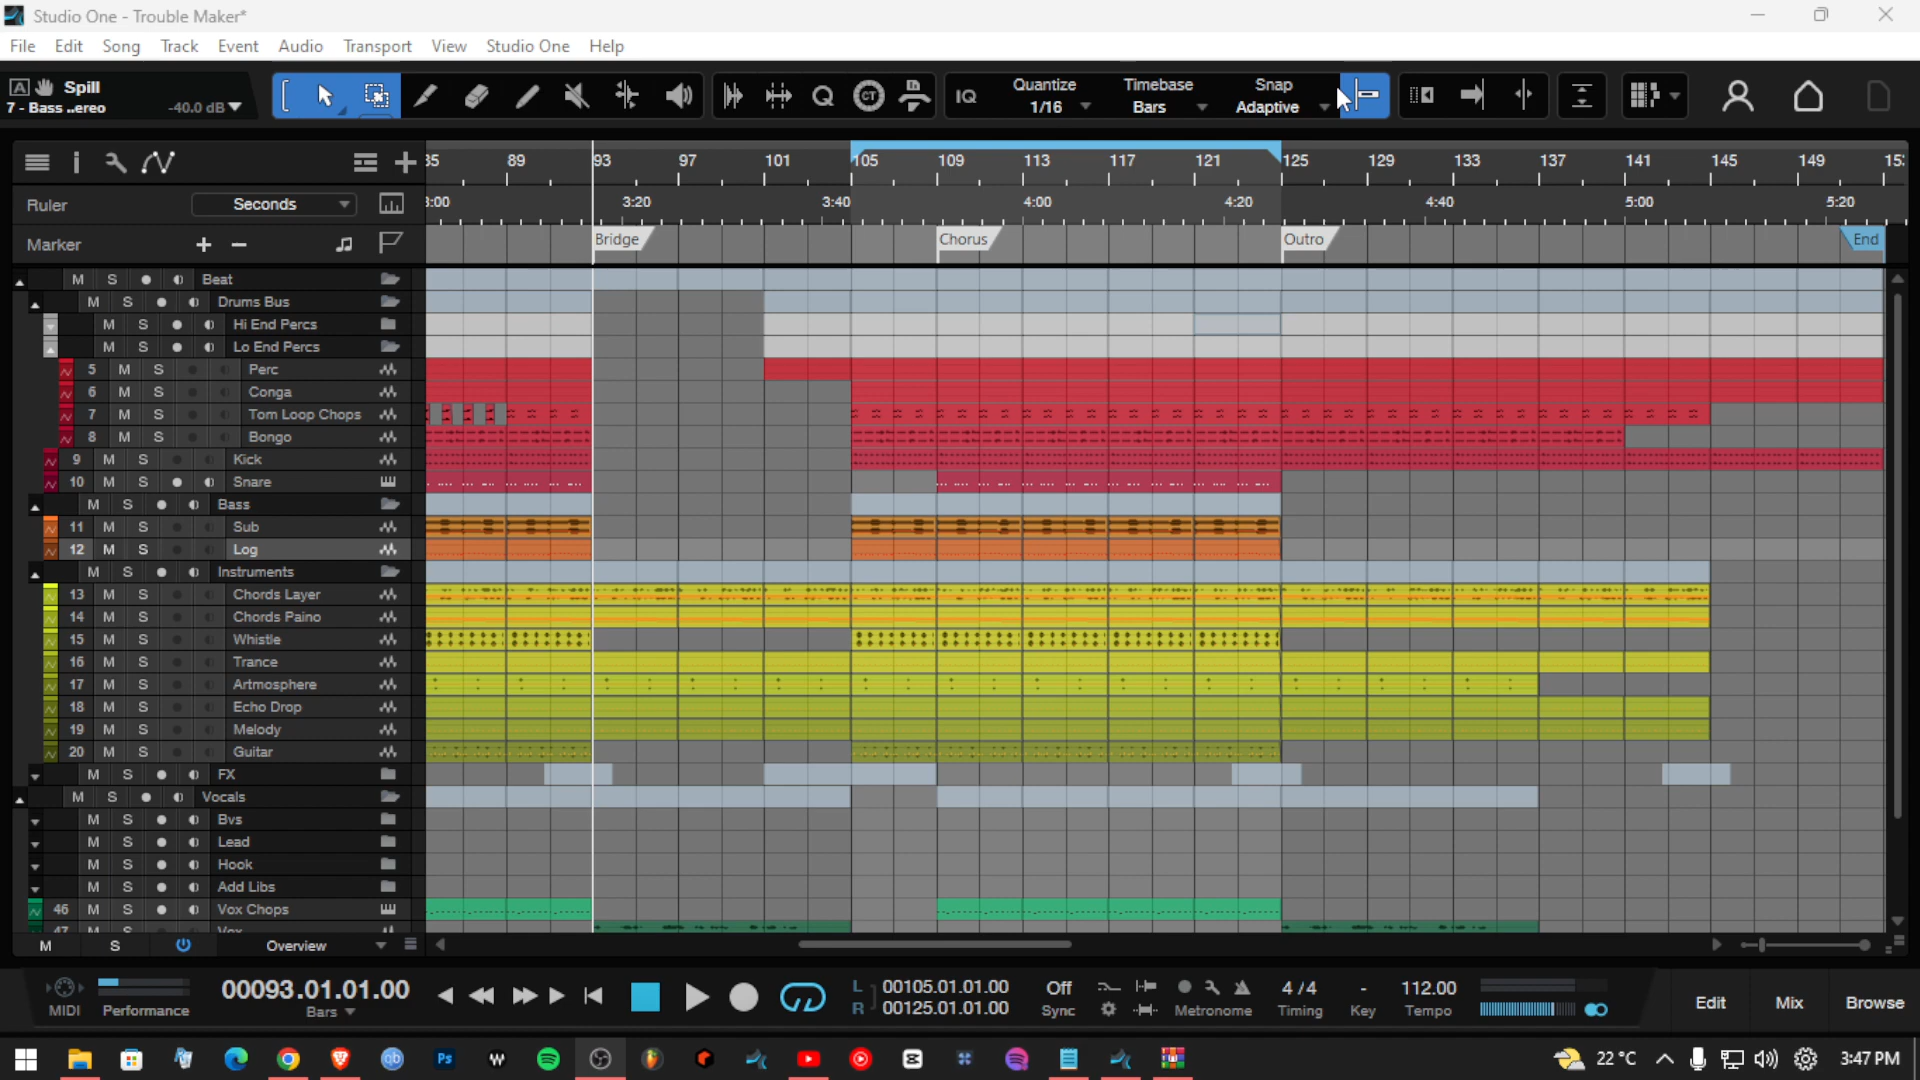 Studio One - Trouble Maker*
File Edit Song Track Event Audio Transport View Studio One Help
A Spill
7 - Bass ..ereo -40.0 dB
Q CT IQ
Quantize Timebase Snap
1/16 Bars Adaptive
85 89 93 97 101 105 109 113 117 121 125 129 133 137 141 145 149
Ruler Seconds
3:00 3:20 3:40 4:00 4:20 4:40 5:00 5:20
Marker + -
Bridge Chorus Outro End
M S Beat
M S Drums Bus
M S Hi End Percs
M S Lo End Percs
5 M S Perc
6 M S Conga
7 M S Tom Loop Chops
8 M S Bongo
9 M S Kick
10 M S Snare
M S Bass
11 M S Sub
12 M S Log
M S Instruments
13 M S Chords Layer
14 M S Chords Paino
15 M S Whistle
16 M S Trance
17 M S Artmosphere
18 M S Echo Drop
19 M S Melody
20 M S Guitar
M S FX
M S Vocals
M S Bvs
M S Lead
M S Hook
M S Add Libs
46 M S Vox Chops
47 M S Vox
M S Overview
MIDI Performance
00093.01.01.00
Bars
L 00105.01.01.00
R 00125.01.01.00
Off
Sync
Metronome
4 / 4
Timing
-
Key
112.00
Tempo
Edit Mix Browse
Ps
22 °C 3:47 PM